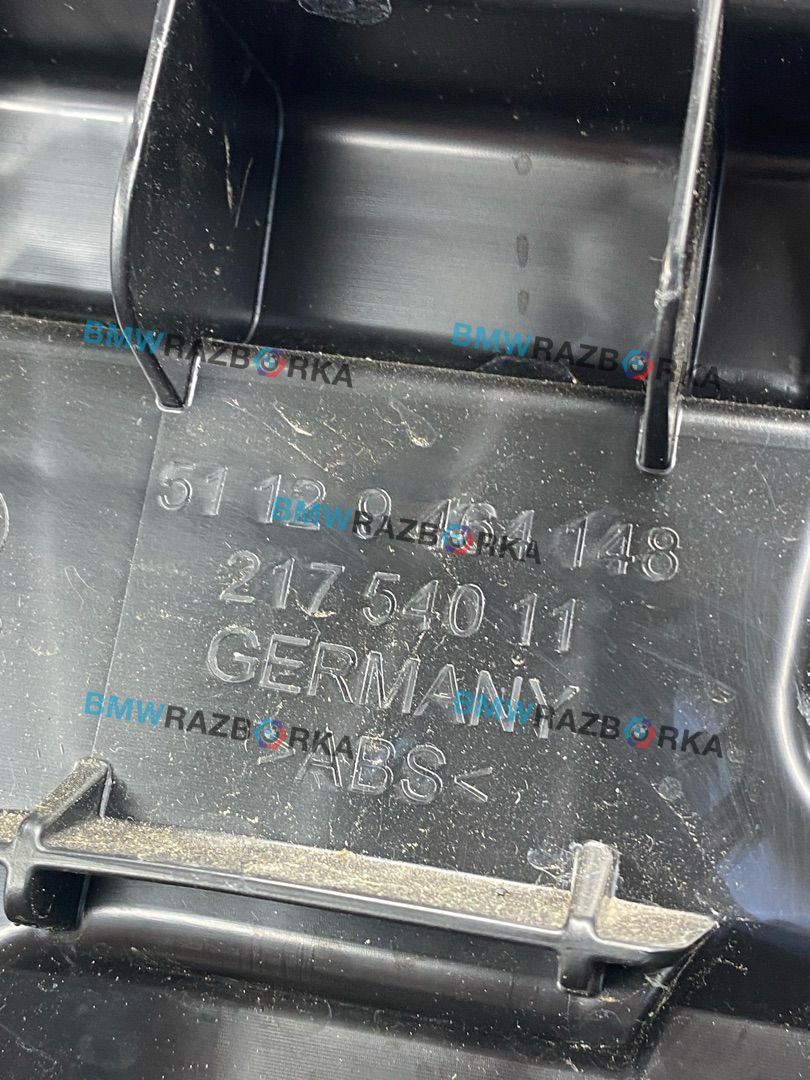 BMWRAZBORKA
BMWRAZBORKA
51 12 9 464 148
BMWRAZBORKA
217 540 11
GERMANY
BMWRAZBORKA
BMWRAZBORKA
>ABS<